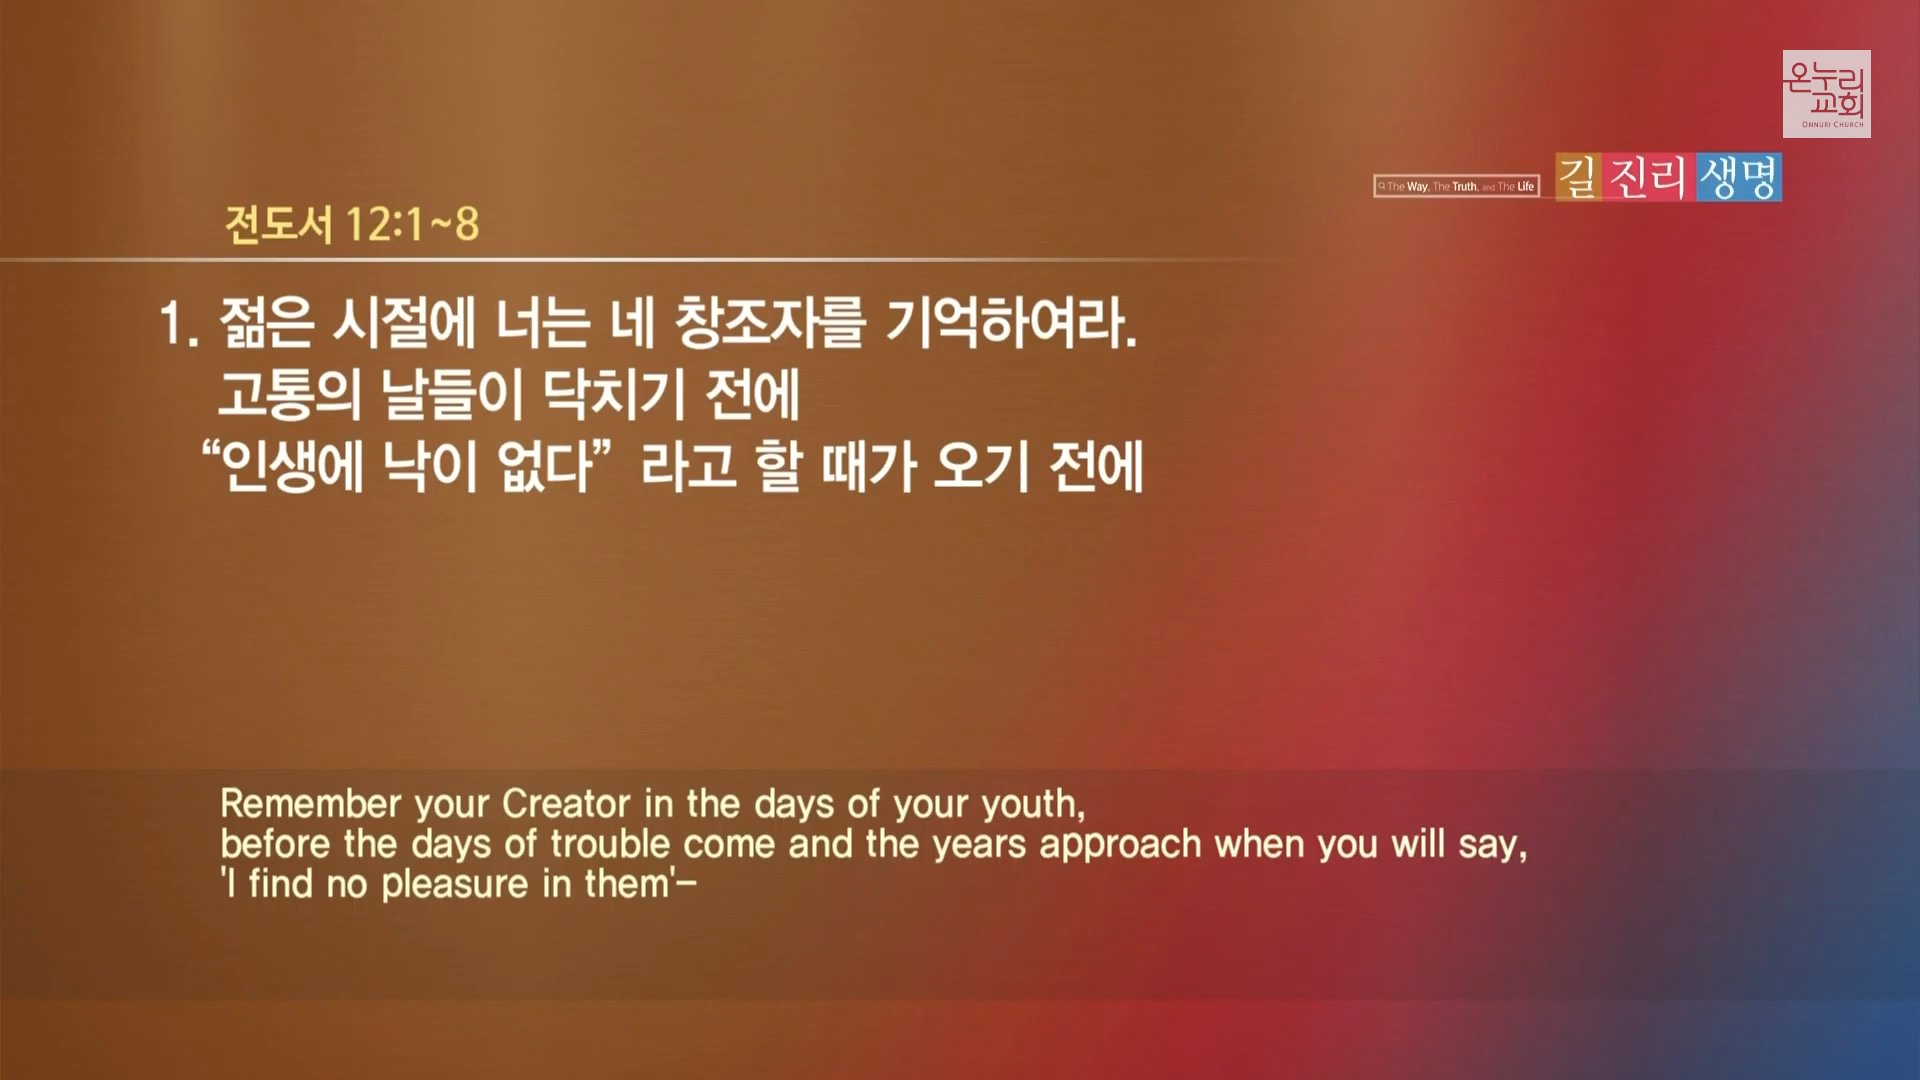 온누리
교회
ONNURI CHURCH
The Way, The Truth, and The Life
길 진리 생명
전도서 12:1~8
1. 젊은 시절에 너는 네 창조자를 기억하여라.
고통의 날들이 닥치기 전에
“인생에 낙이 없다” 라고 할 때가 오기 전에
Remember your Creator in the days of your youth,
before the days of trouble come and the years approach when you will say,
'I find no pleasure in them'–